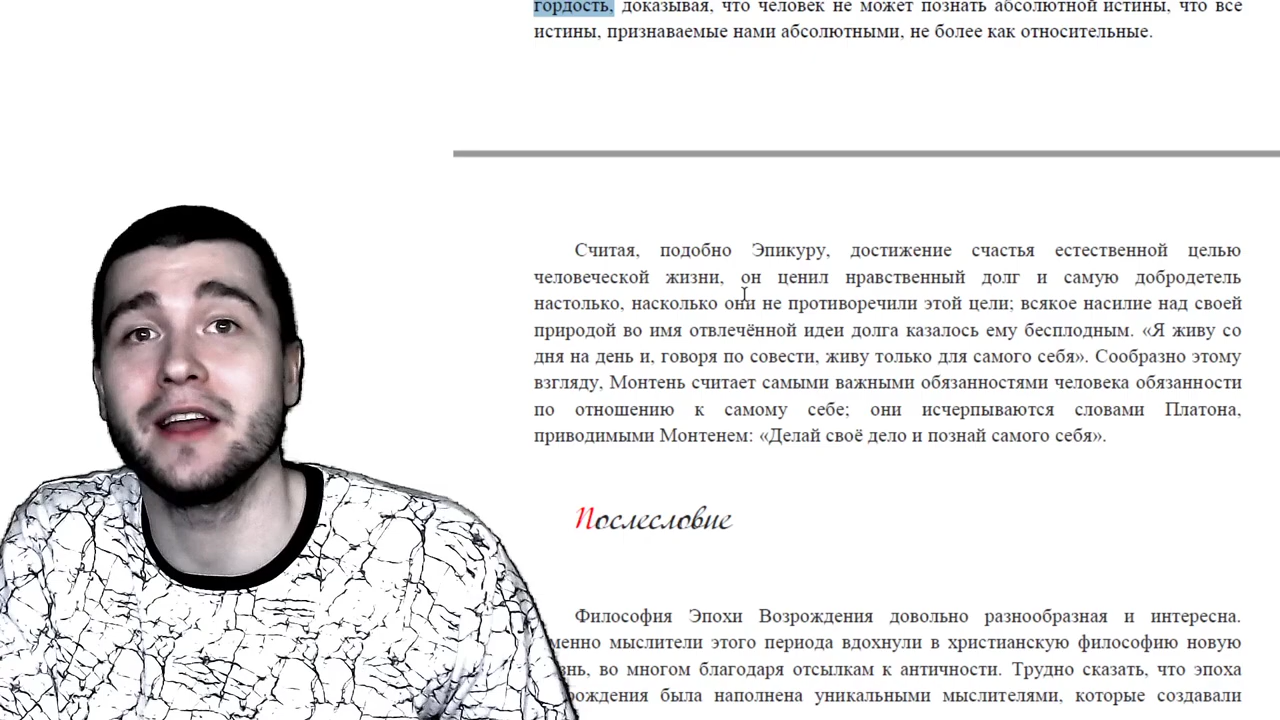 гордость, доказывая, что человек не может познать абсолютной истины, что все
истины, признаваемые нами абсолютными, не более как относительные.
Считая, подобно Эпикуру, достижение счастья естественной целью
человеческой жизни, он ценил нравственный долг и самую добродетель
настолько, насколько они не противоречили этой цели; всякое насилие над своей
природой во имя отвлечённой идеи долга казалось ему бесплодным. «Я живу со
дня на день и, говоря по совести, живу только для самого себя». Сообразно этому
взгляду, Монтень считает самыми важными обязанностями человека обязанности
по отношению к самому себе; они исчерпываются словами Платона,
приводимыми Монтенем: «Делай своё дело и познай самого себя».
Послесловие
Философия Эпохи Возрождения довольно разнообразная и интересна.
менно мыслители этого периода вдохнули в христианскую философию новую
нь, во многом благодаря отсылкам к античности. Трудно сказать, что эпоха
рождения была наполнена уникальными мыслителями, которые создавали